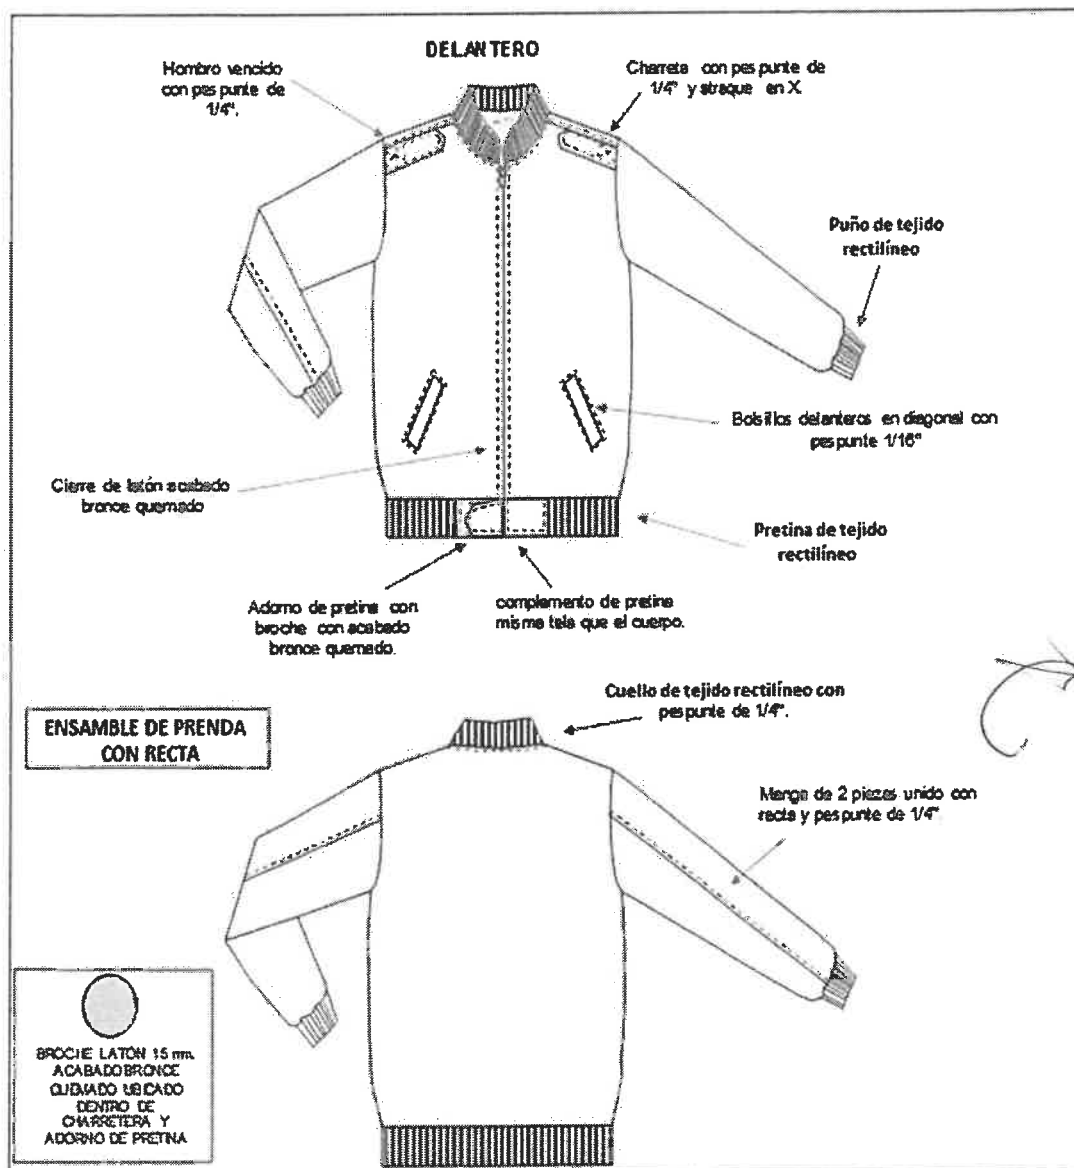 DELANTERO
Hombro vencido
con pespunte de
1/4".
Charreta con pespunte de
1/4" y atraque en X
Puño de tejido
rectilíneo
Bolsillos delanteros en diagonal con
pespunte 1/16"
Cierre de latón acabado
bronce quemado
Pretina de tejido
rectilíneo
Adorno de pretina con
broche con acabado
bronce quemado.
complemento de pretina
misma tela que el cuerpo.
Cuello de tejido rectilíneo con
pespunte de 1/4".
ENSAMBLE DE PRENDA
CON RECTA
Manga de 2 piezas unido con
recta y pespunte de 1/4".
BROCHE LATÓN 15 mm.
ACABADO BRONCE
QUEMADO UBICADO
DENTRO DE
CHARRETERA Y
ADORNO DE PRETINA